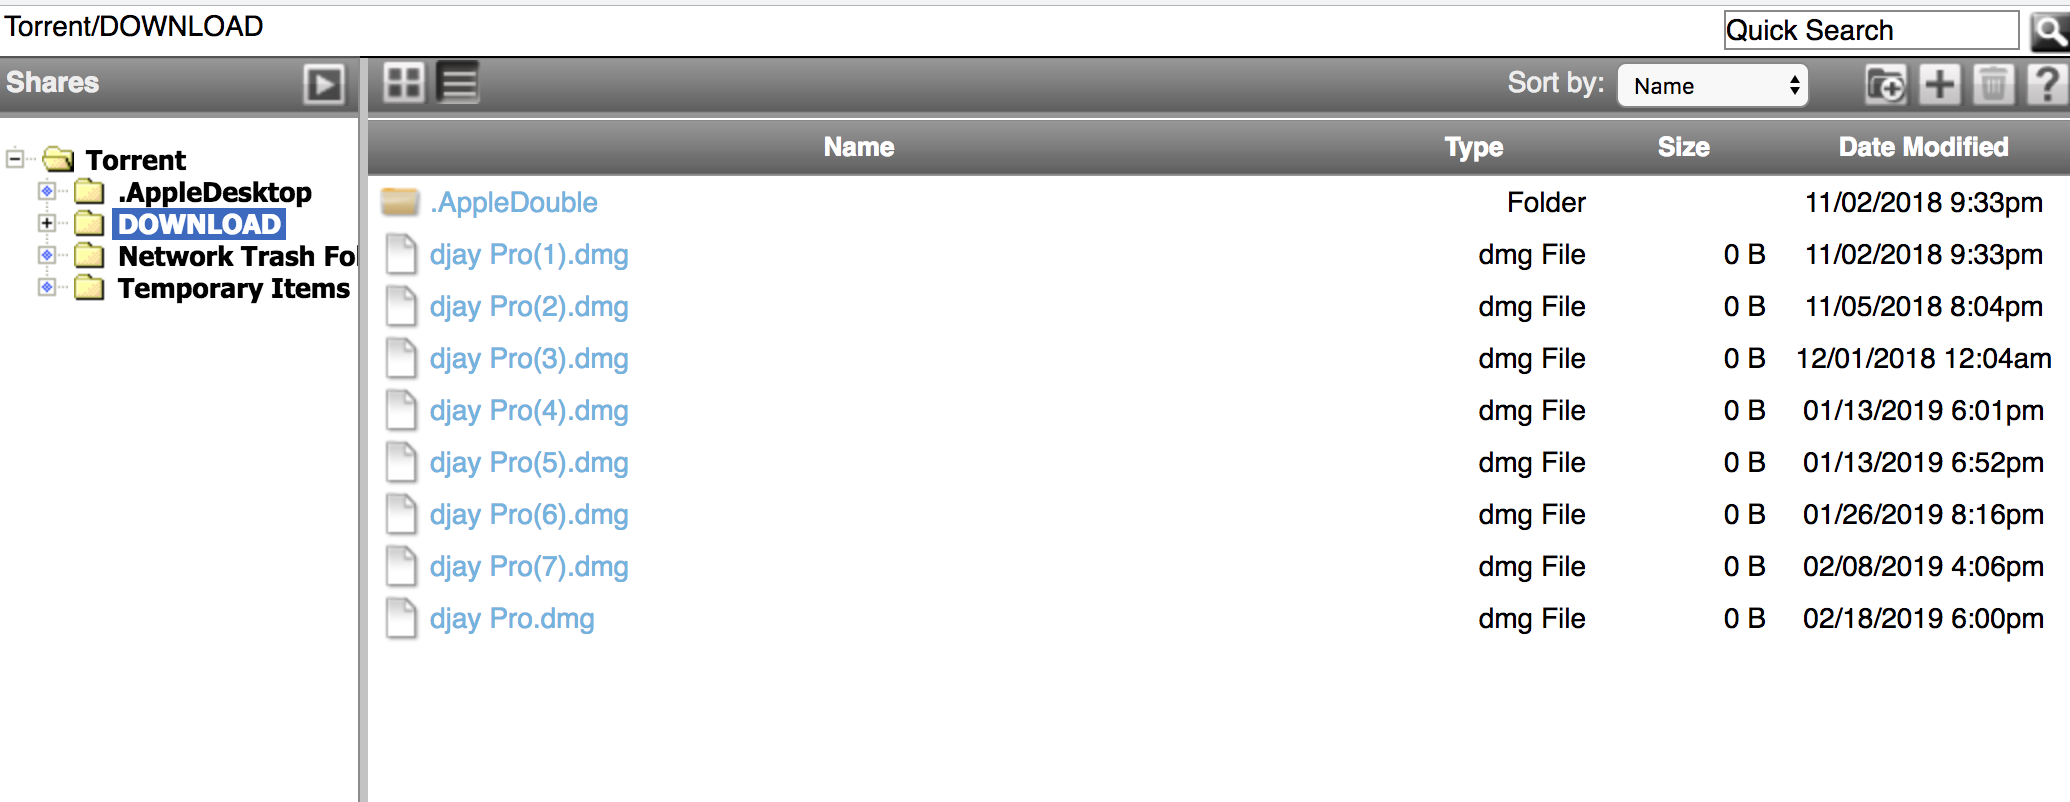 Torrent/DOWNLOAD
Quick Search
Shares
Sort by: Name
Torrent
.AppleDesktop
DOWNLOAD
Network Trash Fol
Temporary Items
Name Type Size Date Modified
.AppleDouble Folder 11/02/2018 9:33pm
djay Pro(1).dmg dmg File 0 B 11/02/2018 9:33pm
djay Pro(2).dmg dmg File 0 B 11/05/2018 8:04pm
djay Pro(3).dmg dmg File 0 B 12/01/2018 12:04am
djay Pro(4).dmg dmg File 0 B 01/13/2019 6:01pm
djay Pro(5).dmg dmg File 0 B 01/13/2019 6:52pm
djay Pro(6).dmg dmg File 0 B 01/26/2019 8:16pm
djay Pro(7).dmg dmg File 0 B 02/08/2019 4:06pm
djay Pro.dmg dmg File 0 B 02/18/2019 6:00pm